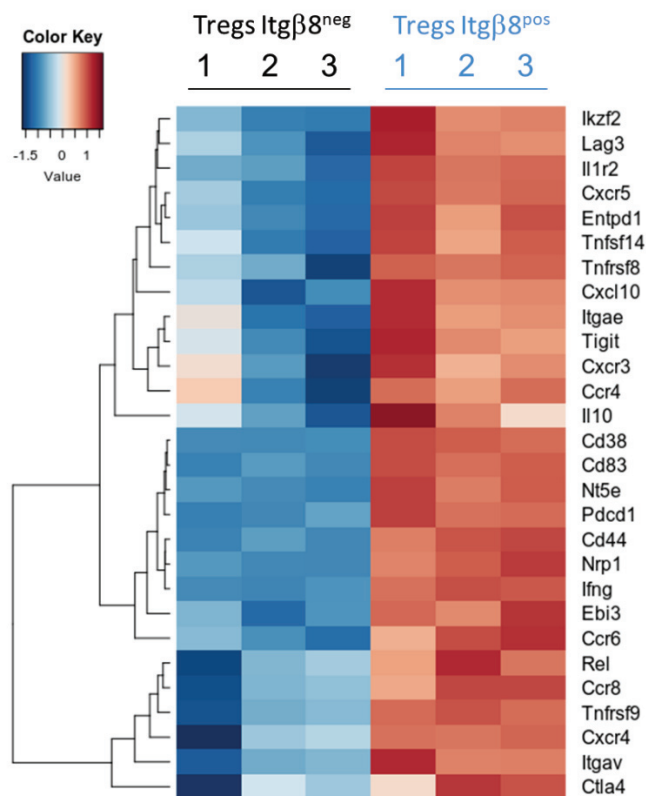 Tregs Itgβ8neg Tregs Itgβ8pos
Color Key
1 2 3 1 2 3
-1.5 0 1
Value
Ikzf2
Lag3
Il1r2
Cxcr5
Entpd1
Tnfsf14
Tnfrsf8
Cxcl10
Itgae
Tigit
Cxcr3
Ccr4
Il10
Cd38
Cd83
Nt5e
Pdcd1
Cd44
Nrp1
Ifng
Ebi3
Ccr6
Rel
Ccr8
Tnfrsf9
Cxcr4
Itgav
Ctla4